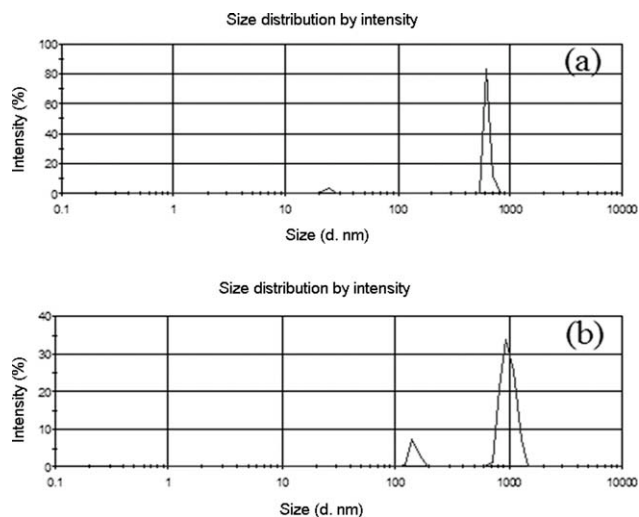 Size distribution by intensity
(a)
Intensity (%)
100
80
60
40
20
0
0.1 1 10 100 1000 10000
Size (d. nm)
Size distribution by intensity
(b)
Intensity (%)
40
30
20
10
0
0.1 1 10 100 1000 10000
Size (d. nm)